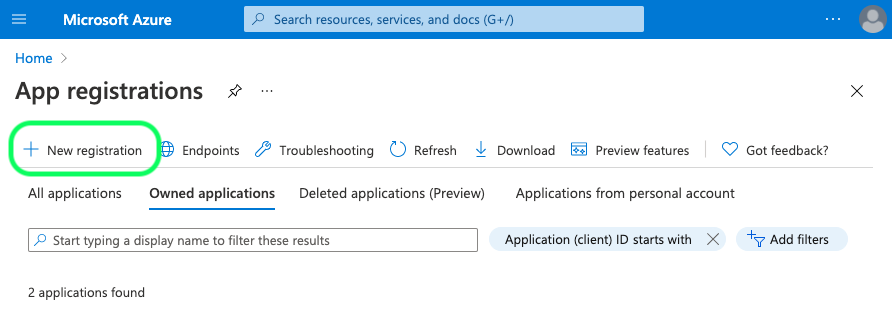 Microsoft Azure Search resources, services, and docs (G+/) ...
Home
App registrations ...
New registration Endpoints Troubleshooting Refresh Download Preview features Got feedback?
All applications Owned applications Deleted applications (Preview) Applications from personal account
Start typing a display name to filter these results Application (client) ID starts with Add filters
2 applications found